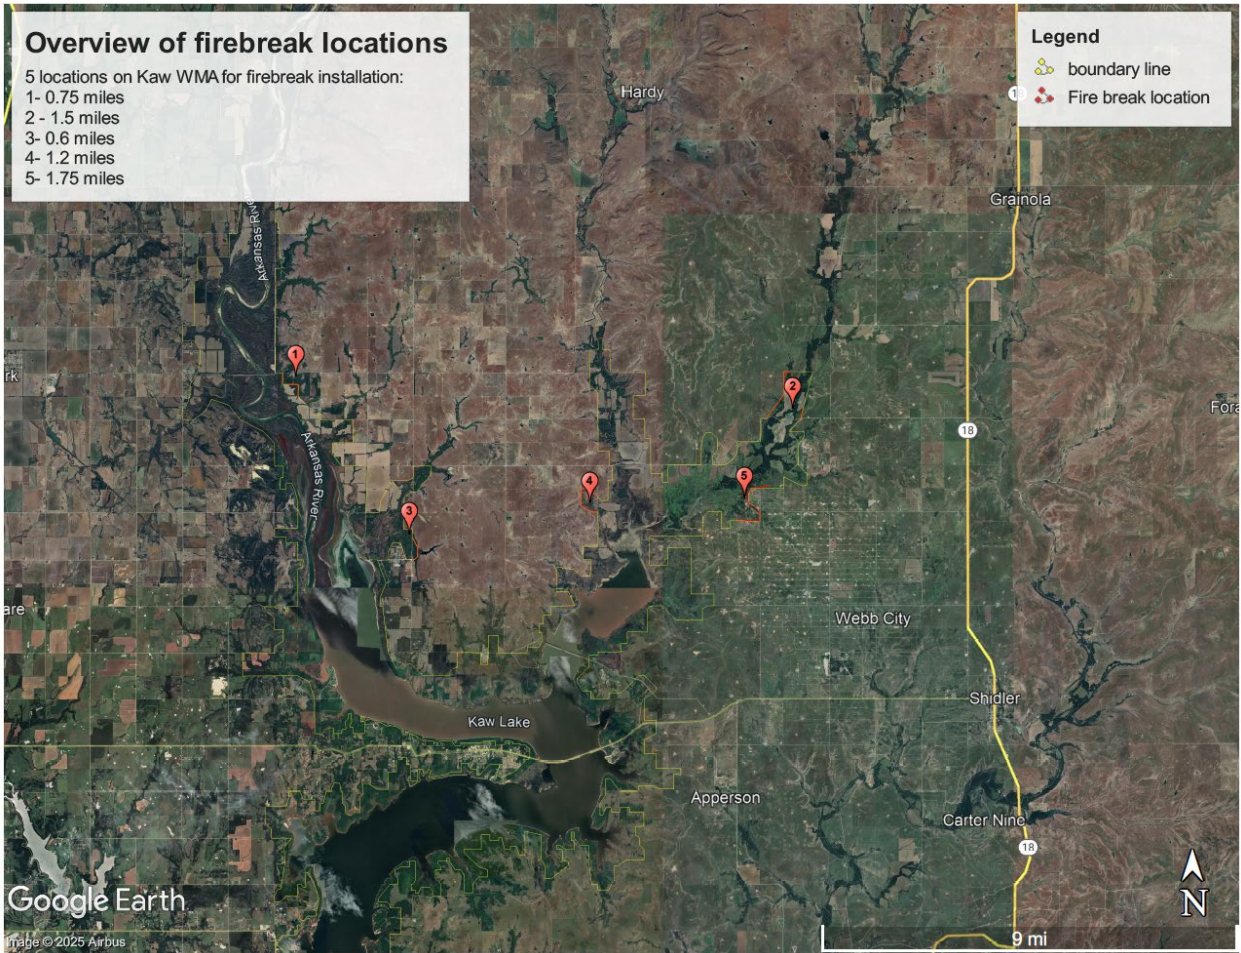 Overview of firebreak locations
5 locations on Kaw WMA for firebreak installation:
1- 0.75 miles
2 - 1.5 miles
3- 0.6 miles
4- 1.2 miles
5- 1.75 miles
Legend
boundary line
Fire break location
Hardy
Grainola
Arkansas River
1
rk
2
18
Arkansas River
4
5
3
are
Webb City
Shidler
Kaw Lake
Apperson
Carter Nine
18
Google Earth
N
Image © 2025 Airbus
9 mi